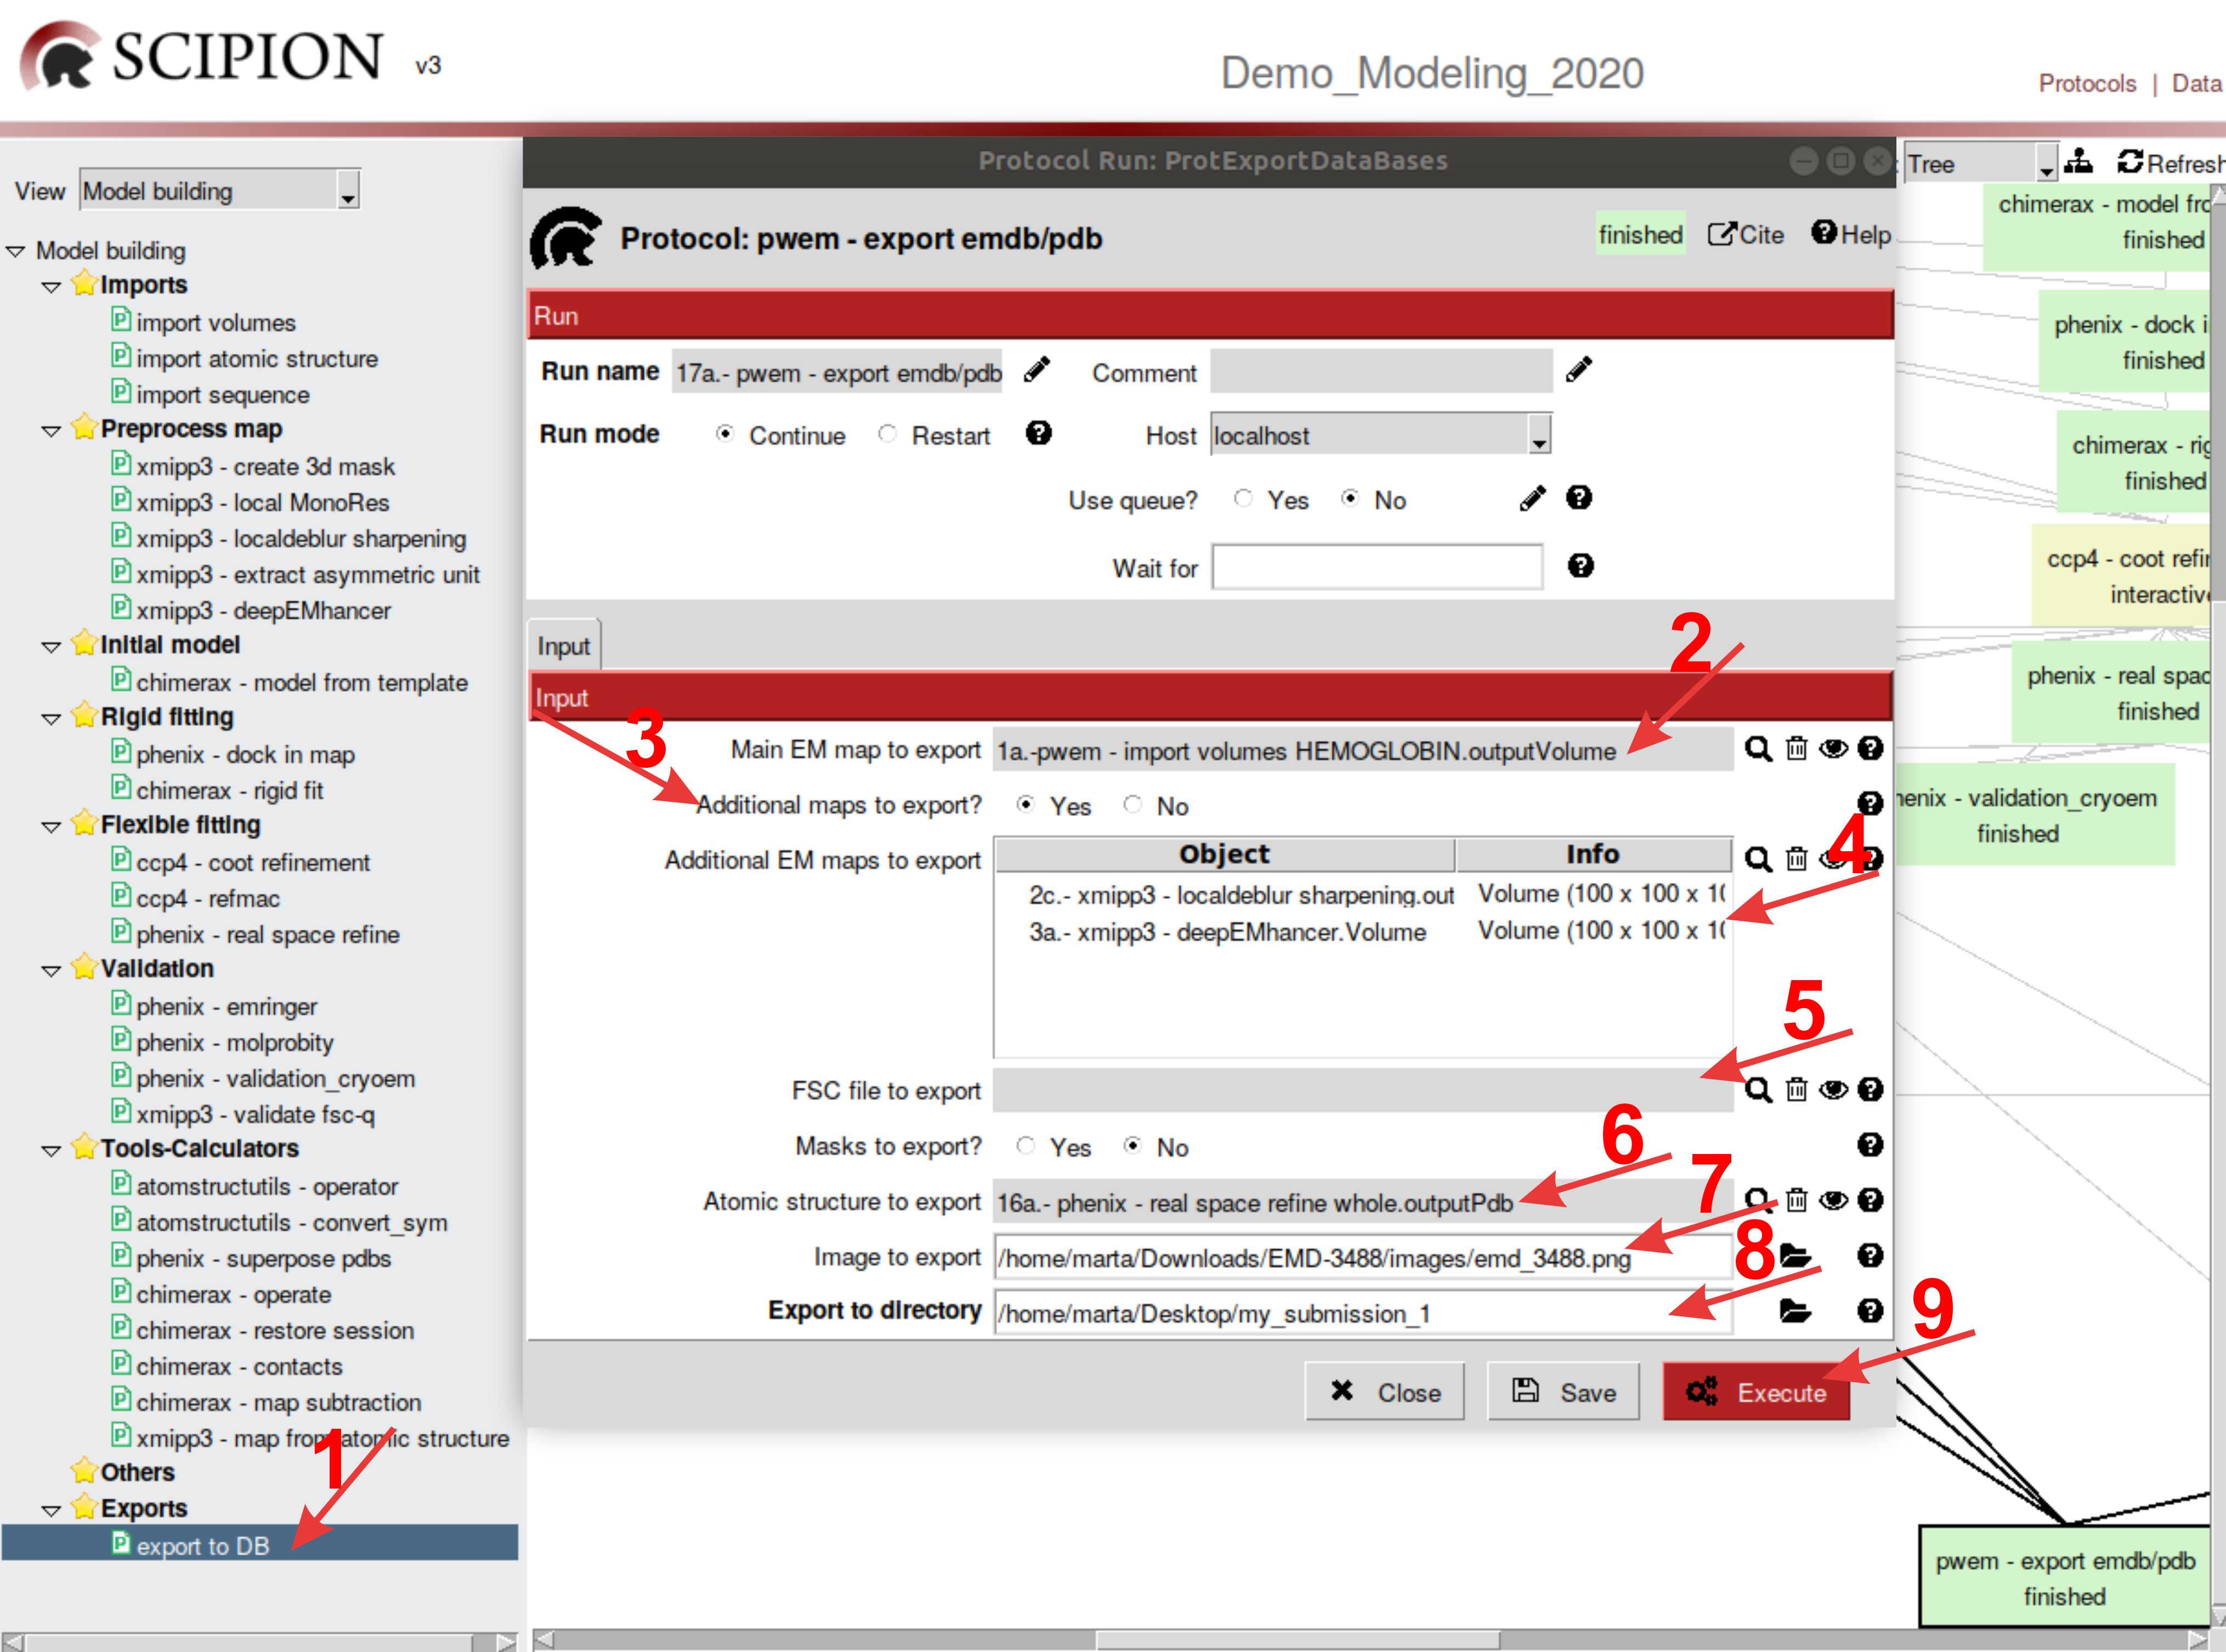 SCIPION v3
Demo_Modeling_2020
Protocols | Data
View Model building
Model building
Imports
import volumes
import atomic structure
import sequence
Preprocess map
xmipp3 - create 3d mask
xmipp3 - local MonoRes
xmipp3 - localdeblur sharpening
xmipp3 - extract asymmetric unit
xmipp3 - deepEMhancer
Initial model
chimerax - model from template
Rigid fitting
phenix - dock in map
chimerax - rigid fit
Flexible fitting
ccp4 - coot refinement
ccp4 - refmac
phenix - real space refine
Validation
phenix - emringer
phenix - molprobity
phenix - validation_cryoem
xmipp3 - validate fsc-q
Tools-Calculators
atomstructutils - operator
atomstructutils - convert_sym
phenix - superpose pdbs
chimerax - operate
chimerax - restore session
chimerax - contacts
chimerax - map subtraction
xmipp3 - map from atomic structure
1
Others
Exports
export to DB
Protocol Run: ProtExportDataBases
Protocol: pwem - export emdb/pdb
finished Cite Help
Run
Run name 17a.- pwem - export emdb/pdb Comment
Run mode Continue Restart Host localhost
Use queue? Yes No
Wait for
Input
2
Input
3
Main EM map to export 1a.-pwem - import volumes HEMOGLOBIN.outputVolume
Additional maps to export? Yes No
4
Additional EM maps to export Object Info
2c.- xmipp3 - localdeblur sharpening.out Volume (100 x 100 x 10
3a.- xmipp3 - deepEMhancer.Volume Volume (100 x 100 x 10
5
FSC file to export
Masks to export? Yes No
6
7
Atomic structure to export 16a.- phenix - real space refine whole.outputPdb
8
Image to export /home/marta/Downloads/EMD-3488/images/emd_3488.png
Export to directory /home/marta/Desktop/my_submission_1
9
Close Save Execute
Tree Refresh
chimerax - model fro
finished
phenix - dock i
finished
chimerax - rig
finished
ccp4 - coot refin
interactive
phenix - real spac
finished
henix - validation_cryoem
finished
pwem - export emdb/pdb
finished